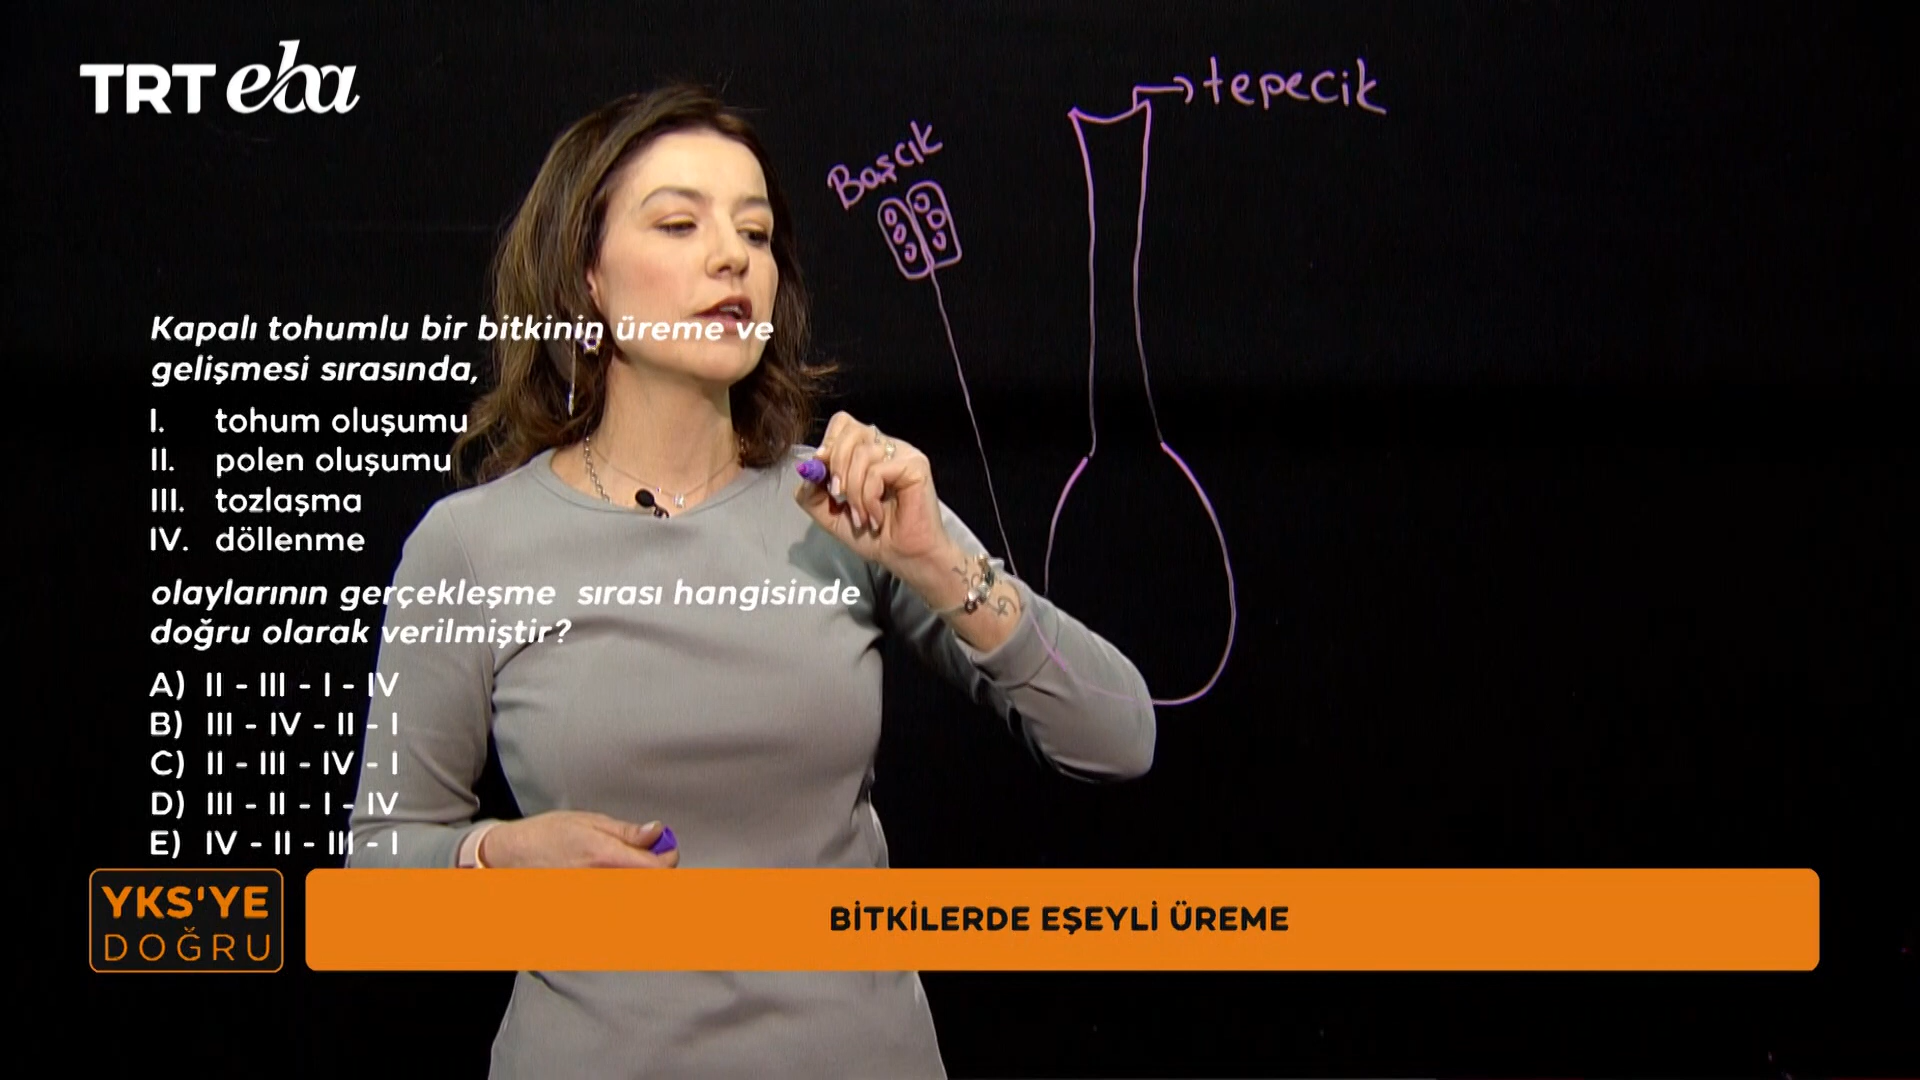 TRT eba
tepecik
Başcık
Kapalı tohumlu bir bitkinin üreme ve
gelişmesi sırasında,
I. tohum oluşumu
II. polen oluşumu
III. tozlaşma
IV. döllenme
olaylarının gerçekleşme sırası hangisinde
doğru olarak verilmiştir?
A) II - III - I - IV
B) III - IV - II - I
C) II - III - IV - I
D) III - II - I - IV
E) IV - II - III - I
YKS'YE
DOĞRU
BİTKİLERDE EŞEYLİ ÜREME